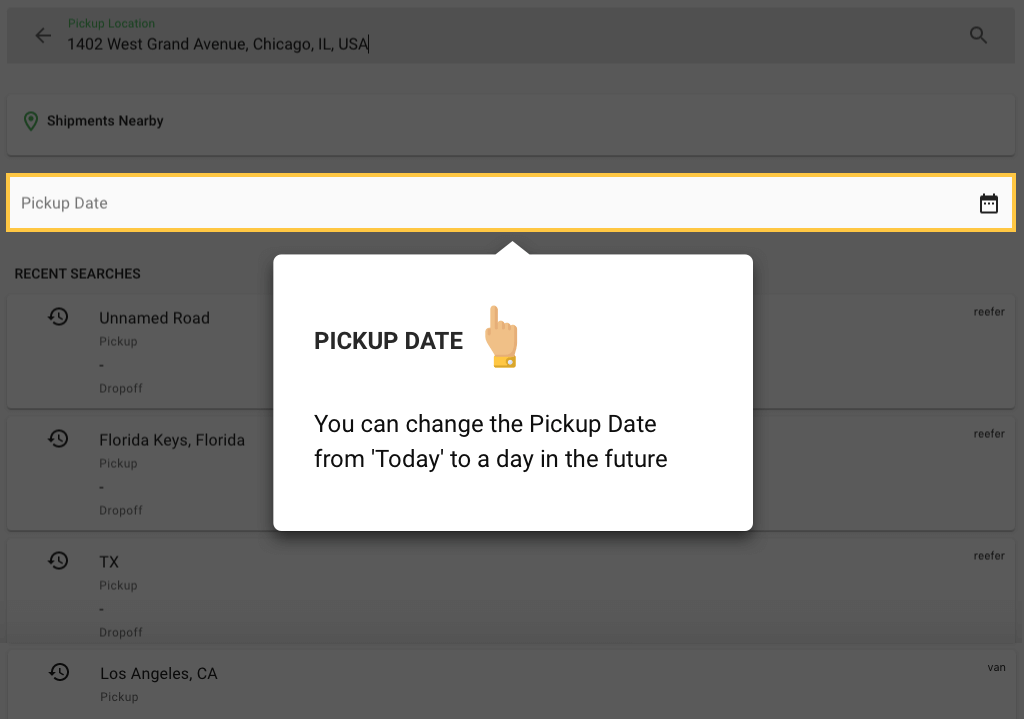 Pickup Location
1402 West Grand Avenue, Chicago, IL, USA
Shipments Nearby
Pickup Date
RECENT SEARCHES
Unnamed Road
reefer
Pickup
-
Dropoff
PICKUP DATE
You can change the Pickup Date
from 'Today' to a day in the future
Florida Keys, Florida
reefer
Pickup
-
Dropoff
TX
reefer
Pickup
-
Dropoff
Los Angeles, CA
van
Pickup